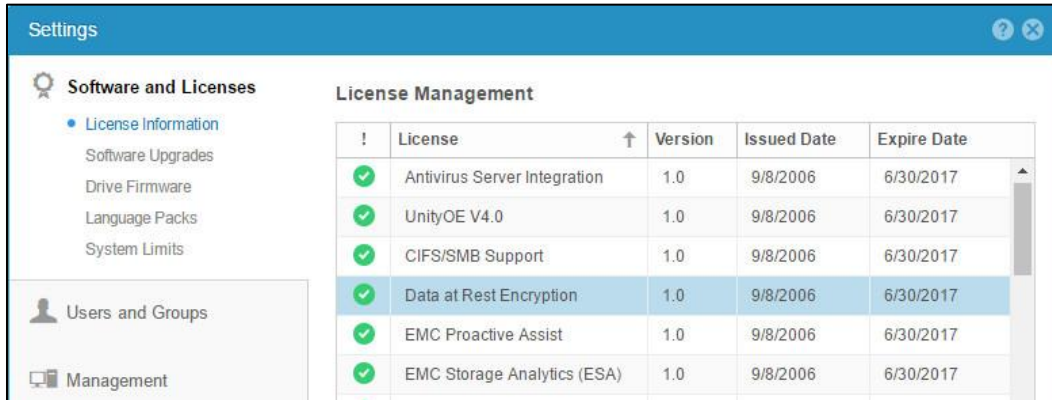 Settings
Software and Licenses
License Information
Software Upgrades
Drive Firmware
Language Packs
System Limits
Users and Groups
Management
License Management
! License Version Issued Date Expire Date
Antivirus Server Integration 1.0 9/8/2006 6/30/2017
UnityOE V4.0 1.0 9/8/2006 6/30/2017
CIFS/SMB Support 1.0 9/8/2006 6/30/2017
Data at Rest Encryption 1.0 9/8/2006 6/30/2017
EMC Proactive Assist 1.0 9/8/2006 6/30/2017
EMC Storage Analytics (ESA) 1.0 9/8/2006 6/30/2017